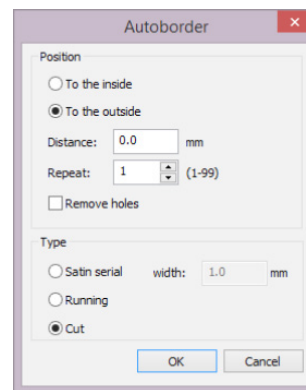 Autoborder
Position
To the inside
To the outside
Distance: 0.0 mm
Repeat: 1 (1-99)
Remove holes
Type
Satin serial width: 1.0 mm
Running
Cut
OK Cancel